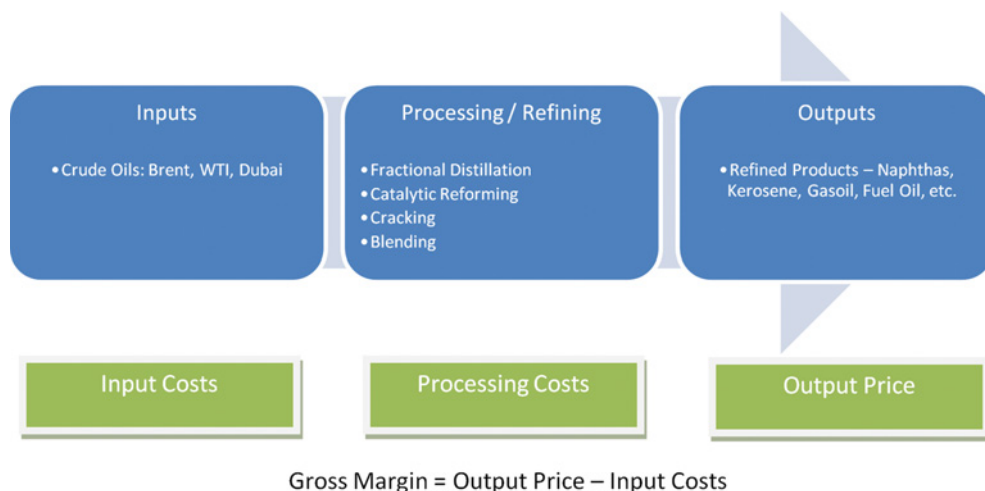 Inputs
• Crude Oils: Brent, WTI, Dubai
Processing / Refining
• Fractional Distillation
• Catalytic Reforming
• Cracking
• Blending
Outputs
• Refined Products – Naphthas,
Kerosene, Gasoil, Fuel Oil, etc.
Input Costs
Processing Costs
Output Price
Gross Margin = Output Price – Input Costs